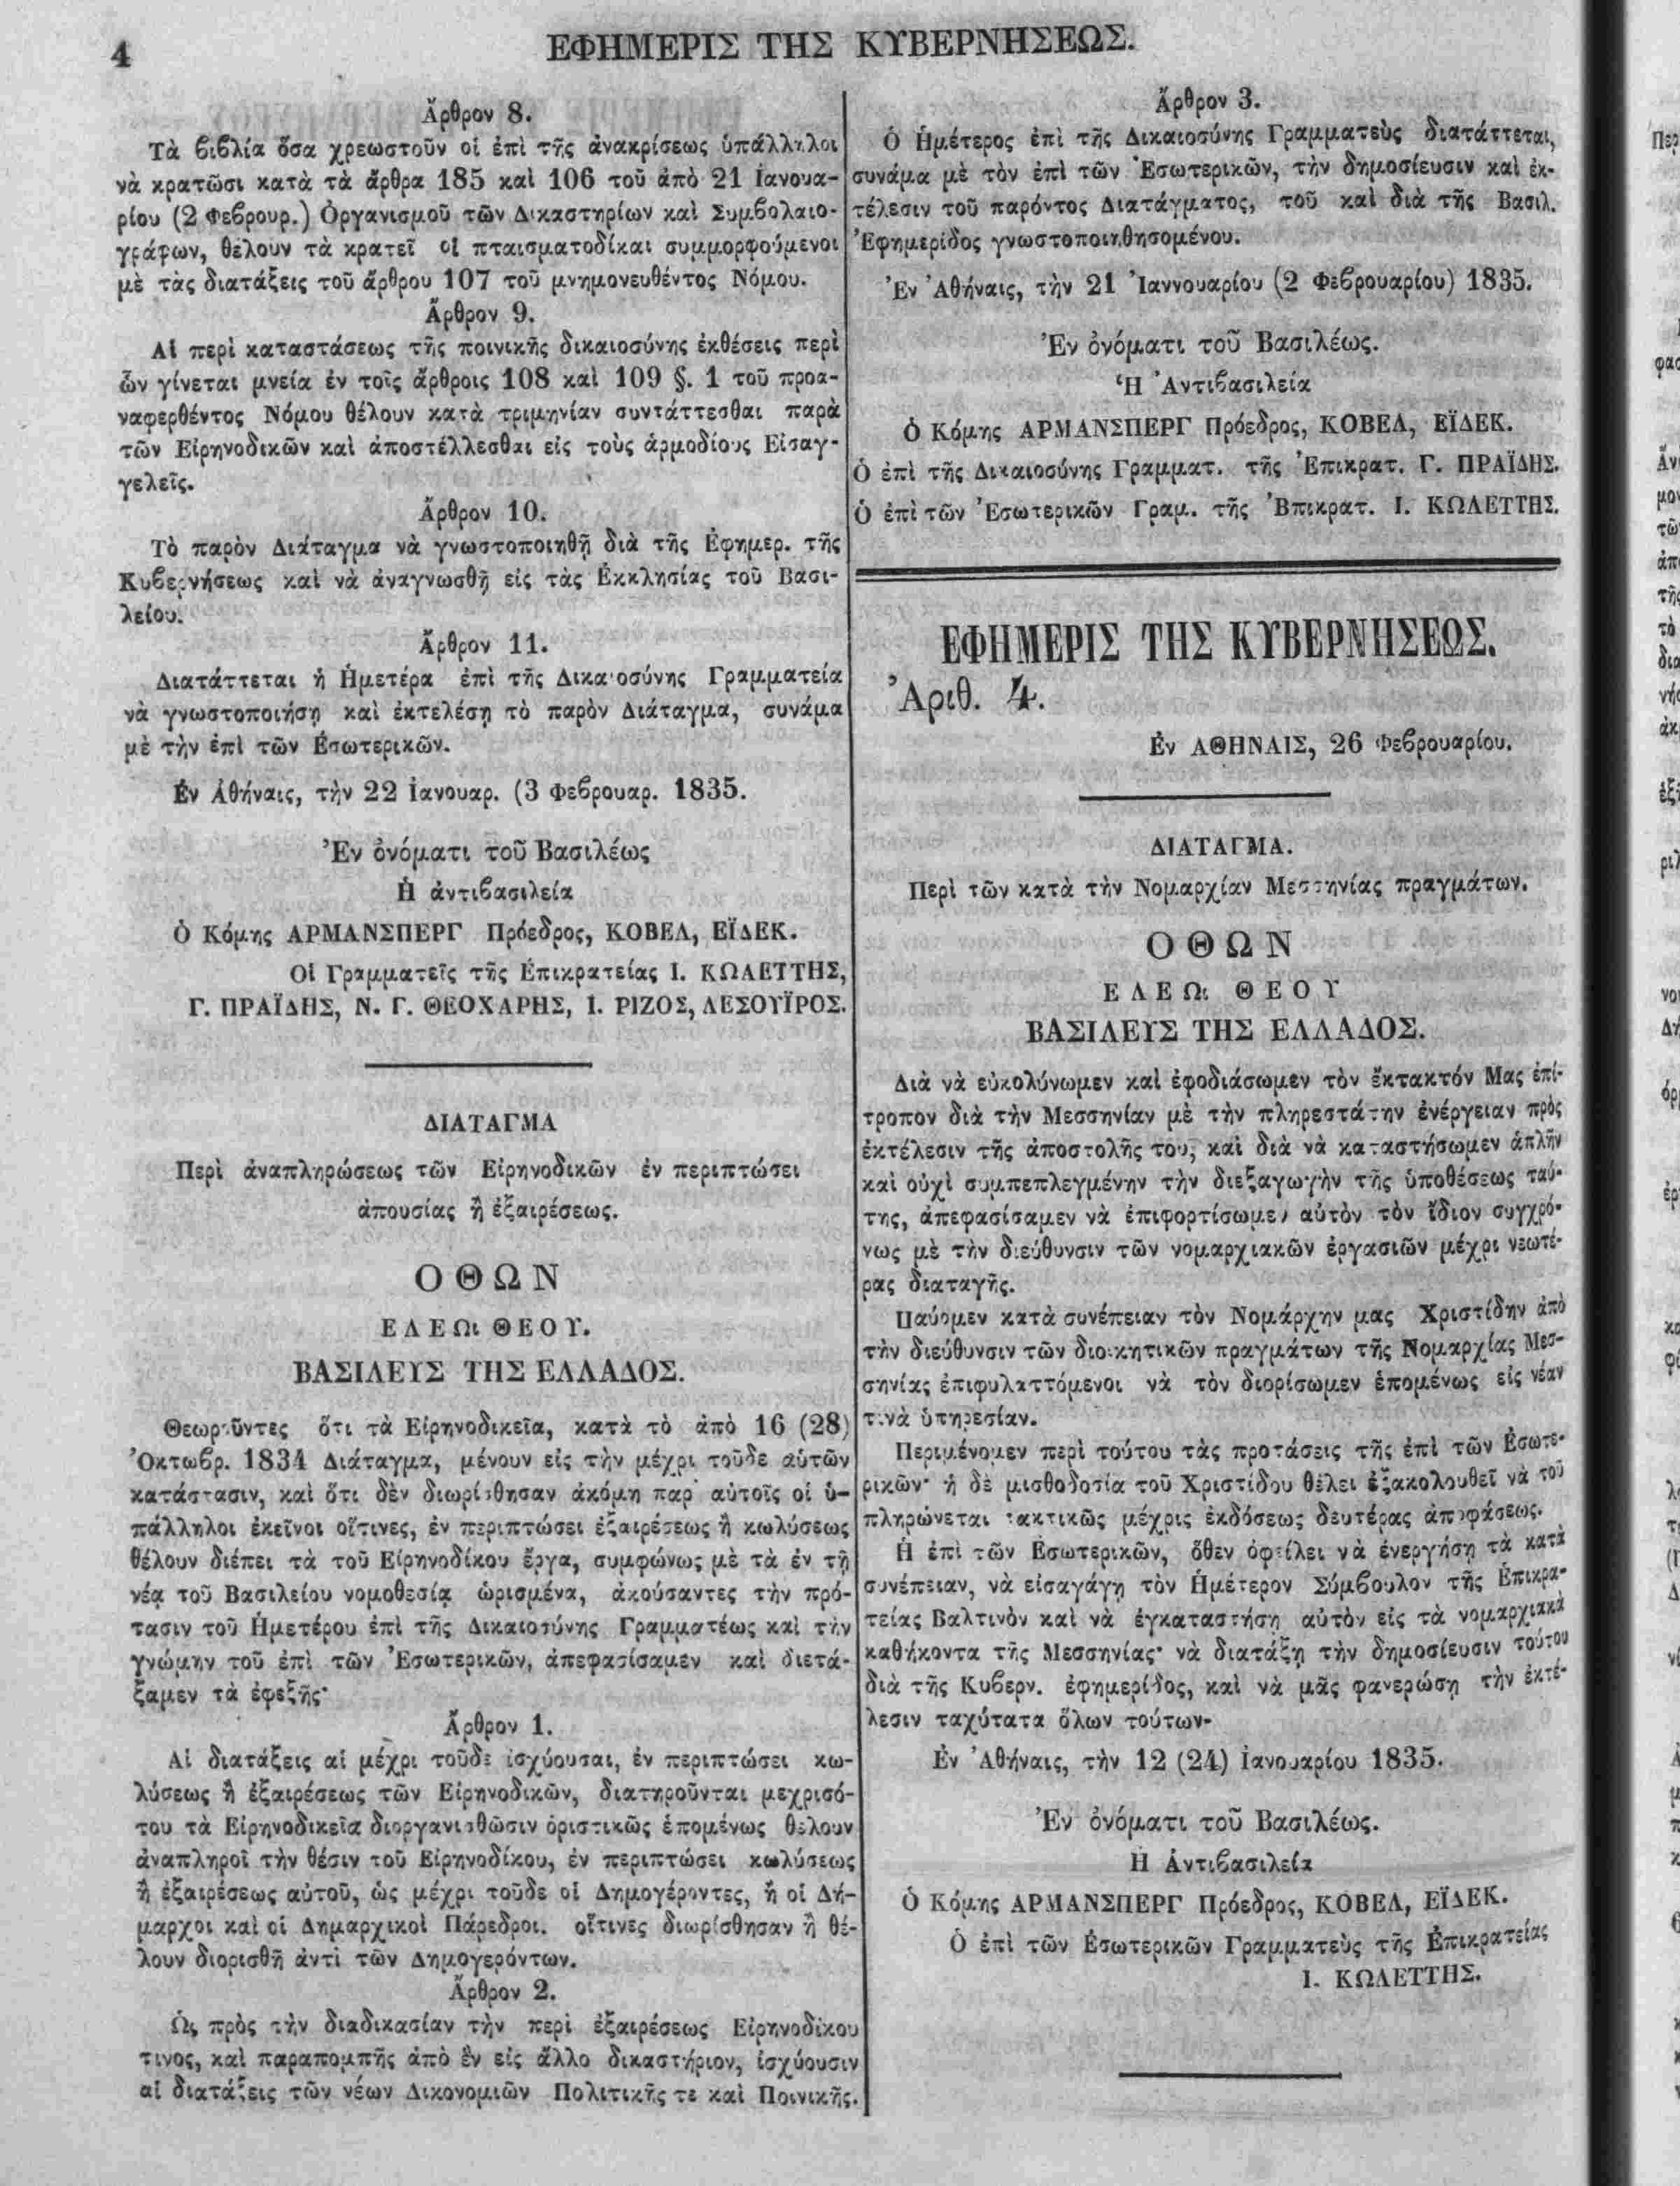 4
ΕΦΗΜΕΡΙΣ ΤΗΣ ΚΥΒΕΡΝΗΣΕΩΣ.
Ἄρθρον 8.
Τὰ βιβλία ὅσα χρεωστοῦν οἱ ἐπὶ τῆς ἀνακρίσεως ὑπάλληλοι
νὰ κρατῶσι κατὰ τὰ ἄρθρα 185 καὶ 106 τοῦ ἀπὸ 21 Ἰανουα-
ρίου (2 Φεβρουρ.) Ὀργανισμοῦ τῶν Δικαστηρίων καὶ Συμβολαιο-
γράφων, θέλουν τὰ κρατεῖ οἱ πταισματοδίκαι συμμορφούμενοι
μὲ τὰς διατάξεις τοῦ ἄρθρου 107 τοῦ μνημονευθέντος Νόμου.
Ἄρθρον 9.
Αἱ περὶ καταστάσεως τῆς ποινικῆς δικαιοσύνης ἐκθέσεις περὶ
ὧν γίνεται μνεία ἐν τοῖς ἄρθροις 108 καὶ 109 §. 1 τοῦ προα-
ναφερθέντος Νόμου θέλουν κατὰ τριμηνίαν συντάττεσθαι παρὰ
τῶν Εἰρηνοδικῶν καὶ ἀποστέλλεσθαι εἰς τοὺς ἁρμοδίους Εἰσαγ-
γελεῖς.
Ἄρθρον 10.
Τὸ παρὸν Διάταγμα νὰ γνωστοποιηθῇ διὰ τῆς Ἐφημερ. τῆς
Κυβερνήσεως καὶ νὰ ἀναγνωσθῇ εἰς τὰς Ἐκκλησίας τοῦ Βασι-
λείου.
Ἄρθρον 11.
Διατάττεται ἡ Ἡμετέρα ἐπὶ τῆς Δικαιοσύνης Γραμματεία
νὰ γνωστοποιήσῃ καὶ ἐκτελέσῃ τὸ παρὸν Διάταγμα, συνάμα
μὲ τὴν ἐπὶ τῶν Ἐσωτερικῶν.
Ἐν Ἀθήναις, τὴν 22 Ἰανουαρ. (3 Φεβρουαρ. 1835.
Ἐν ὀνόματι τοῦ Βασιλέως
Ἡ ἀντιβασιλεία
Ὁ Κόμης ΑΡΜΑΝΣΠΕΡΓ Πρόεδρος, ΚΟΒΕΛ, ΕΪΔΕΚ.
Οἱ Γραμματεῖς τῆς Ἐπικρατείας Ι. ΚΩΛΕΤΤΗΣ,
Γ. ΠΡΑΪΔΗΣ, Ν. Γ. ΘΕΟΧΑΡΗΣ, Ι. ΡΙΖΟΣ, ΛΕΣΟΥΪΡΟΣ.
ΔΙΑΤΑΓΜΑ
Περὶ ἀναπληρώσεως τῶν Εἰρηνοδικῶν ἐν περιπτώσει
ἀπουσίας ἢ ἐξαιρέσεως.
ΟΘΩΝ
ΕΛΕΩι ΘΕΟΥ.
ΒΑΣΙΛΕΥΣ ΤΗΣ ΕΛΛΑΔΟΣ.
Θεωροῦντες ὅτι τὰ Εἰρηνοδικεῖα, κατὰ τὸ ἀπὸ 16 (28)
Ὀκτωβρ. 1834 Διάταγμα, μένουν εἰς τὴν μέχρι τοῦδε αὐτῶν
κατάστασιν, καὶ ὅτι δὲν διωρίσθησαν ἀκόμη παρ' αὐτοῖς οἱ ὑ-
πάλληλοι ἐκεῖνοι οἵτινες, ἐν περιπτώσει ἐξαιρέσεως ἢ κωλύσεως
θέλουν διέπει τὰ τοῦ Εἰρηνοδίκου ἔργα, συμφώνως μὲ τὰ ἐν τῇ
νέᾳ τοῦ Βασιλείου νομοθεσίᾳ ὡρισμένα, ἀκούσαντες τὴν πρό-
τασιν τοῦ Ἡμετέρου ἐπὶ τῆς Δικαιοσύνης Γραμματέως καὶ τὴν
γνώμην τοῦ ἐπὶ τῶν Ἐσωτερικῶν, ἀπεφασίσαμεν καὶ διετά-
ξαμεν τὰ ἐφεξῆς·
Ἄρθρον 1.
Αἱ διατάξεις αἱ μέχρι τοῦδε ἰσχύουσαι, ἐν περιπτώσει κω-
λύσεως ἢ ἐξαιρέσεως τῶν Εἰρηνοδικῶν, διατηροῦνται μεχρισό-
του τὰ Εἰρηνοδικεῖα διοργανισθῶσιν ὁριστικῶς ἑπομένως θέλουν
ἀναπληροῖ τὴν θέσιν τοῦ Εἰρηνοδίκου, ἐν περιπτώσει κωλύσεως
ἢ ἐξαιρέσεως αὐτοῦ, ὡς μέχρι τοῦδε οἱ Δημογέροντες, ἢ οἱ Δή-
μαρχοι καὶ οἱ Δημαρχικοὶ Πάρεδροι. οἵτινες διωρίσθησαν ἢ θέ-
λουν διορισθῆ ἀντὶ τῶν Δημογερόντων.
Ἄρθρον 2.
Ὡς πρὸς τὴν διαδικασίαν τὴν περὶ ἐξαιρέσεως Εἰρηνοδίκου
τινος, καὶ παραπομπῆς ἀπὸ ἓν εἰς ἄλλο δικαστήριον, ἰσχύουσιν
αἱ διατάξεις τῶν νέων Δικονομιῶν Πολιτικῆς τε καὶ Ποινικῆς.
Ἄρθρον 3.
Ὁ Ἡμέτερος ἐπὶ τῆς Δικαιοσύνης Γραμματεὺς διατάττεται,
συνάμα μὲ τὸν ἐπὶ τῶν Ἐσωτερικῶν, τὴν δημοσίευσιν καὶ ἐκ-
τέλεσιν τοῦ παρόντος Διατάγματος, τοῦ καὶ διὰ τῆς Βασιλ.
Ἐφημερίδος γνωστοποιηθησομένου.
Ἐν Ἀθήναις, τὴν 21 Ἰαννουαρίου (2 Φεβρουαρίου) 1835.
Ἐν ὀνόματι τοῦ Βασιλέως.
Ἡ Ἀντιβασιλεία
Ὁ Κόμης ΑΡΜΑΝΣΠΕΡΓ Πρόεδρος, ΚΟΒΕΛ, ΕΪΔΕΚ.
Ὁ ἐπὶ τῆς Δικαιοσύνης Γραμματ. τῆς Ἐπικρατ. Γ. ΠΡΑΪΔΗΣ.
Ὁ ἐπὶ τῶν Ἐσωτερικῶν Γραμ. τῆς Ἐπικρατ. Ι. ΚΩΛΕΤΤΗΣ.
ΕΦΗΜΕΡΙΣ ΤΗΣ ΚΥΒΕΡΝΗΣΕΩΣ.
Ἀριθ. 4.
Ἐν ΑΘΗΝΑΙΣ, 26 Φεβρουαρίου.
ΔΙΑΤΑΓΜΑ.
Περὶ τῶν κατὰ τὴν Νομαρχίαν Μεσσηνίας πραγμάτων.
ΟΘΩΝ
ΕΛΕΩι ΘΕΟΥ
ΒΑΣΙΛΕΥΣ ΤΗΣ ΕΛΛΑΔΟΣ.
Διὰ νὰ εὐκολύνωμεν καὶ ἐφοδιάσωμεν τὸν ἔκτακτόν Μας ἐπί-
τροπον διὰ τὴν Μεσσηνίαν μὲ τὴν πληρεστάτην ἐνέργειαν πρὸς
ἐκτέλεσιν τῆς ἀποστολῆς του, καὶ διὰ νὰ καταστήσωμεν ἁπλῆν
καὶ οὐχὶ συμπεπλεγμένην τὴν διεξαγωγὴν τῆς ὑποθέσεως ταύ-
της, ἀπεφασίσαμεν νὰ ἐπιφορτίσωμεν αὐτὸν τὸν ἴδιον συγχρό-
νως μὲ τὴν διεύθυνσιν τῶν νομαρχιακῶν ἐργασιῶν μέχρι νεωτέ-
ρας διαταγῆς.
Παύομεν κατὰ συνέπειαν τὸν Νομάρχην μας Χριστίδην ἀπὸ
τὴν διεύθυνσιν τῶν διοικητικῶν πραγμάτων τῆς Νομαρχίας Μεσ-
σηνίας ἐπιφυλαττόμενοι νὰ τὸν διορίσωμεν ἑπομένως εἰς νέαν
τινὰ ὑπηρεσίαν.
Περιμένομεν περὶ τούτου τὰς προτάσεις τῆς ἐπὶ τῶν Ἐσωτε-
ρικῶν· ἡ δὲ μισθοδοσία τοῦ Χριστίδου θέλει ἐξακολουθεῖ νὰ τοῦ
πληρώνεται τακτικῶς μέχρις ἐκδόσεως δευτέρας ἀποφάσεως.
Ἡ ἐπὶ τῶν Ἐσωτερικῶν, ὅθεν ὀφείλει νὰ ἐνεργήσῃ τὰ κατὰ
συνέπειαν, νὰ εἰσαγάγῃ τὸν Ἡμέτερον Σύμβουλον τῆς Ἐπικρα-
τείας Βαλτινὸν καὶ νὰ ἐγκαταστήσῃ αὐτὸν εἰς τὰ νομαρχιακὰ
καθήκοντα τῆς Μεσσηνίας· νὰ διατάξῃ τὴν δημοσίευσιν τούτου
διὰ τῆς Κυβερν. ἐφημερίδος, καὶ νὰ μᾶς φανερώσῃ τὴν ἐκτέ-
λεσιν ταχύτατα ὅλων τούτων.
Ἐν Ἀθήναις, τὴν 12 (24) Ἰανουαρίου 1835.
Ἐν ὀνόματι τοῦ Βασιλέως.
Ἡ Ἀντιβασιλεία
Ὁ Κόμης ΑΡΜΑΝΣΠΕΡΓ Πρόεδρος, ΚΟΒΕΛ, ΕΪΔΕΚ.
Ὁ ἐπὶ τῶν Ἐσωτερικῶν Γραμματεὺς τῆς Ἐπικρατείας
Ι. ΚΩΛΕΤΤΗΣ.